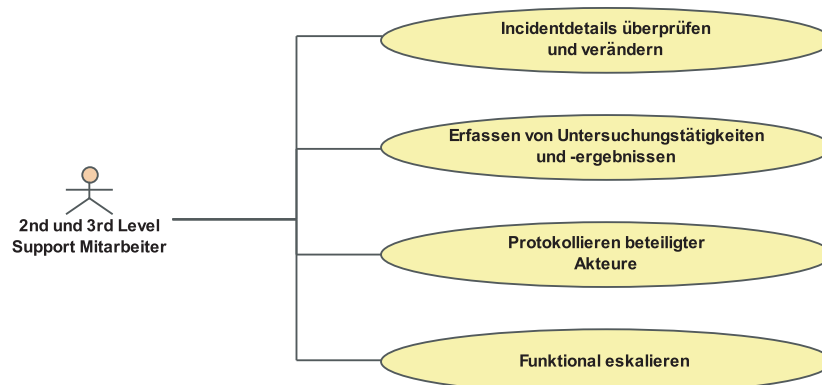 Incidentdetails überprüfen
und verändern
Erfassen von Untersuchungstätigkeiten
und -ergebnissen
2nd und 3rd Level
Support Mitarbeiter
Protokollieren beteiligter
Akteure
Funktional eskalieren